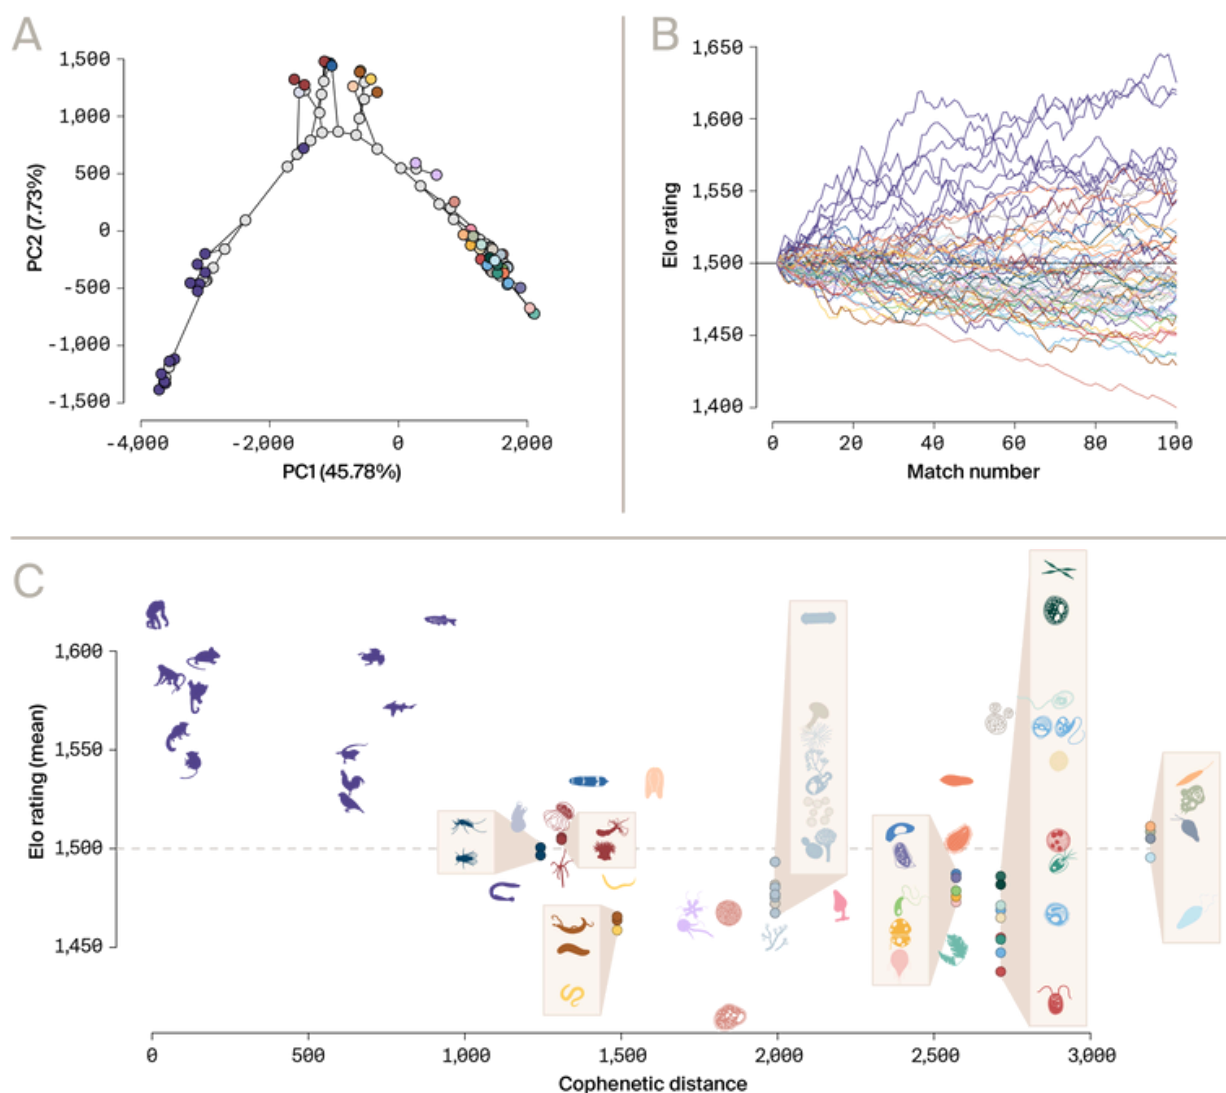 A
1,500
1,000
500
0
-500
-1,000
-1,500
PC2 (7.73%)
-4,000 -2,000 0 2,000
PC1 (45.78%)
B
1,650
1,600
1,550
1,500
1,450
1,400
Elo rating
0 20 40 60 80 100
Match number
C
1,600
1,550
1,500
1,450
Elo rating (mean)
0 500 1,000 1,500 2,000 2,500 3,000
Cophenetic distance